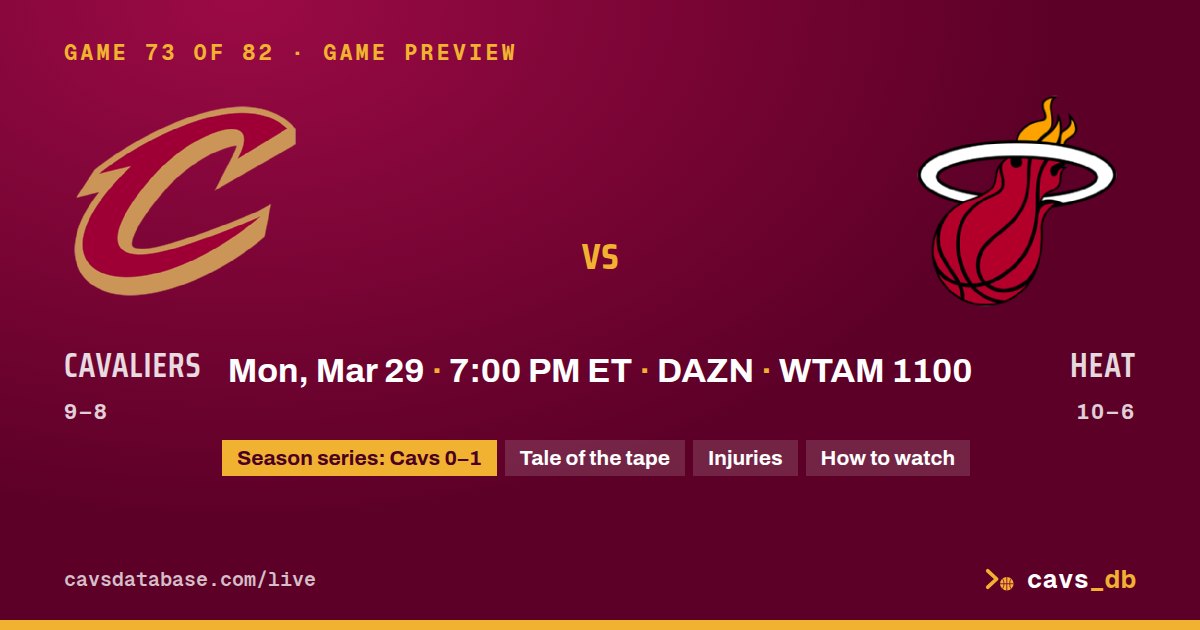 GAME 73 OF 82 · GAME PREVIEW
VS
CAVALIERS
Mon, Mar 29 · 7:00 PM ET · DAZN · WTAM 1100
HEAT
9–8
10–6
Season series: Cavs 0–1
Tale of the tape
Injuries
How to watch
cavsdatabase.com/live
cavs_db